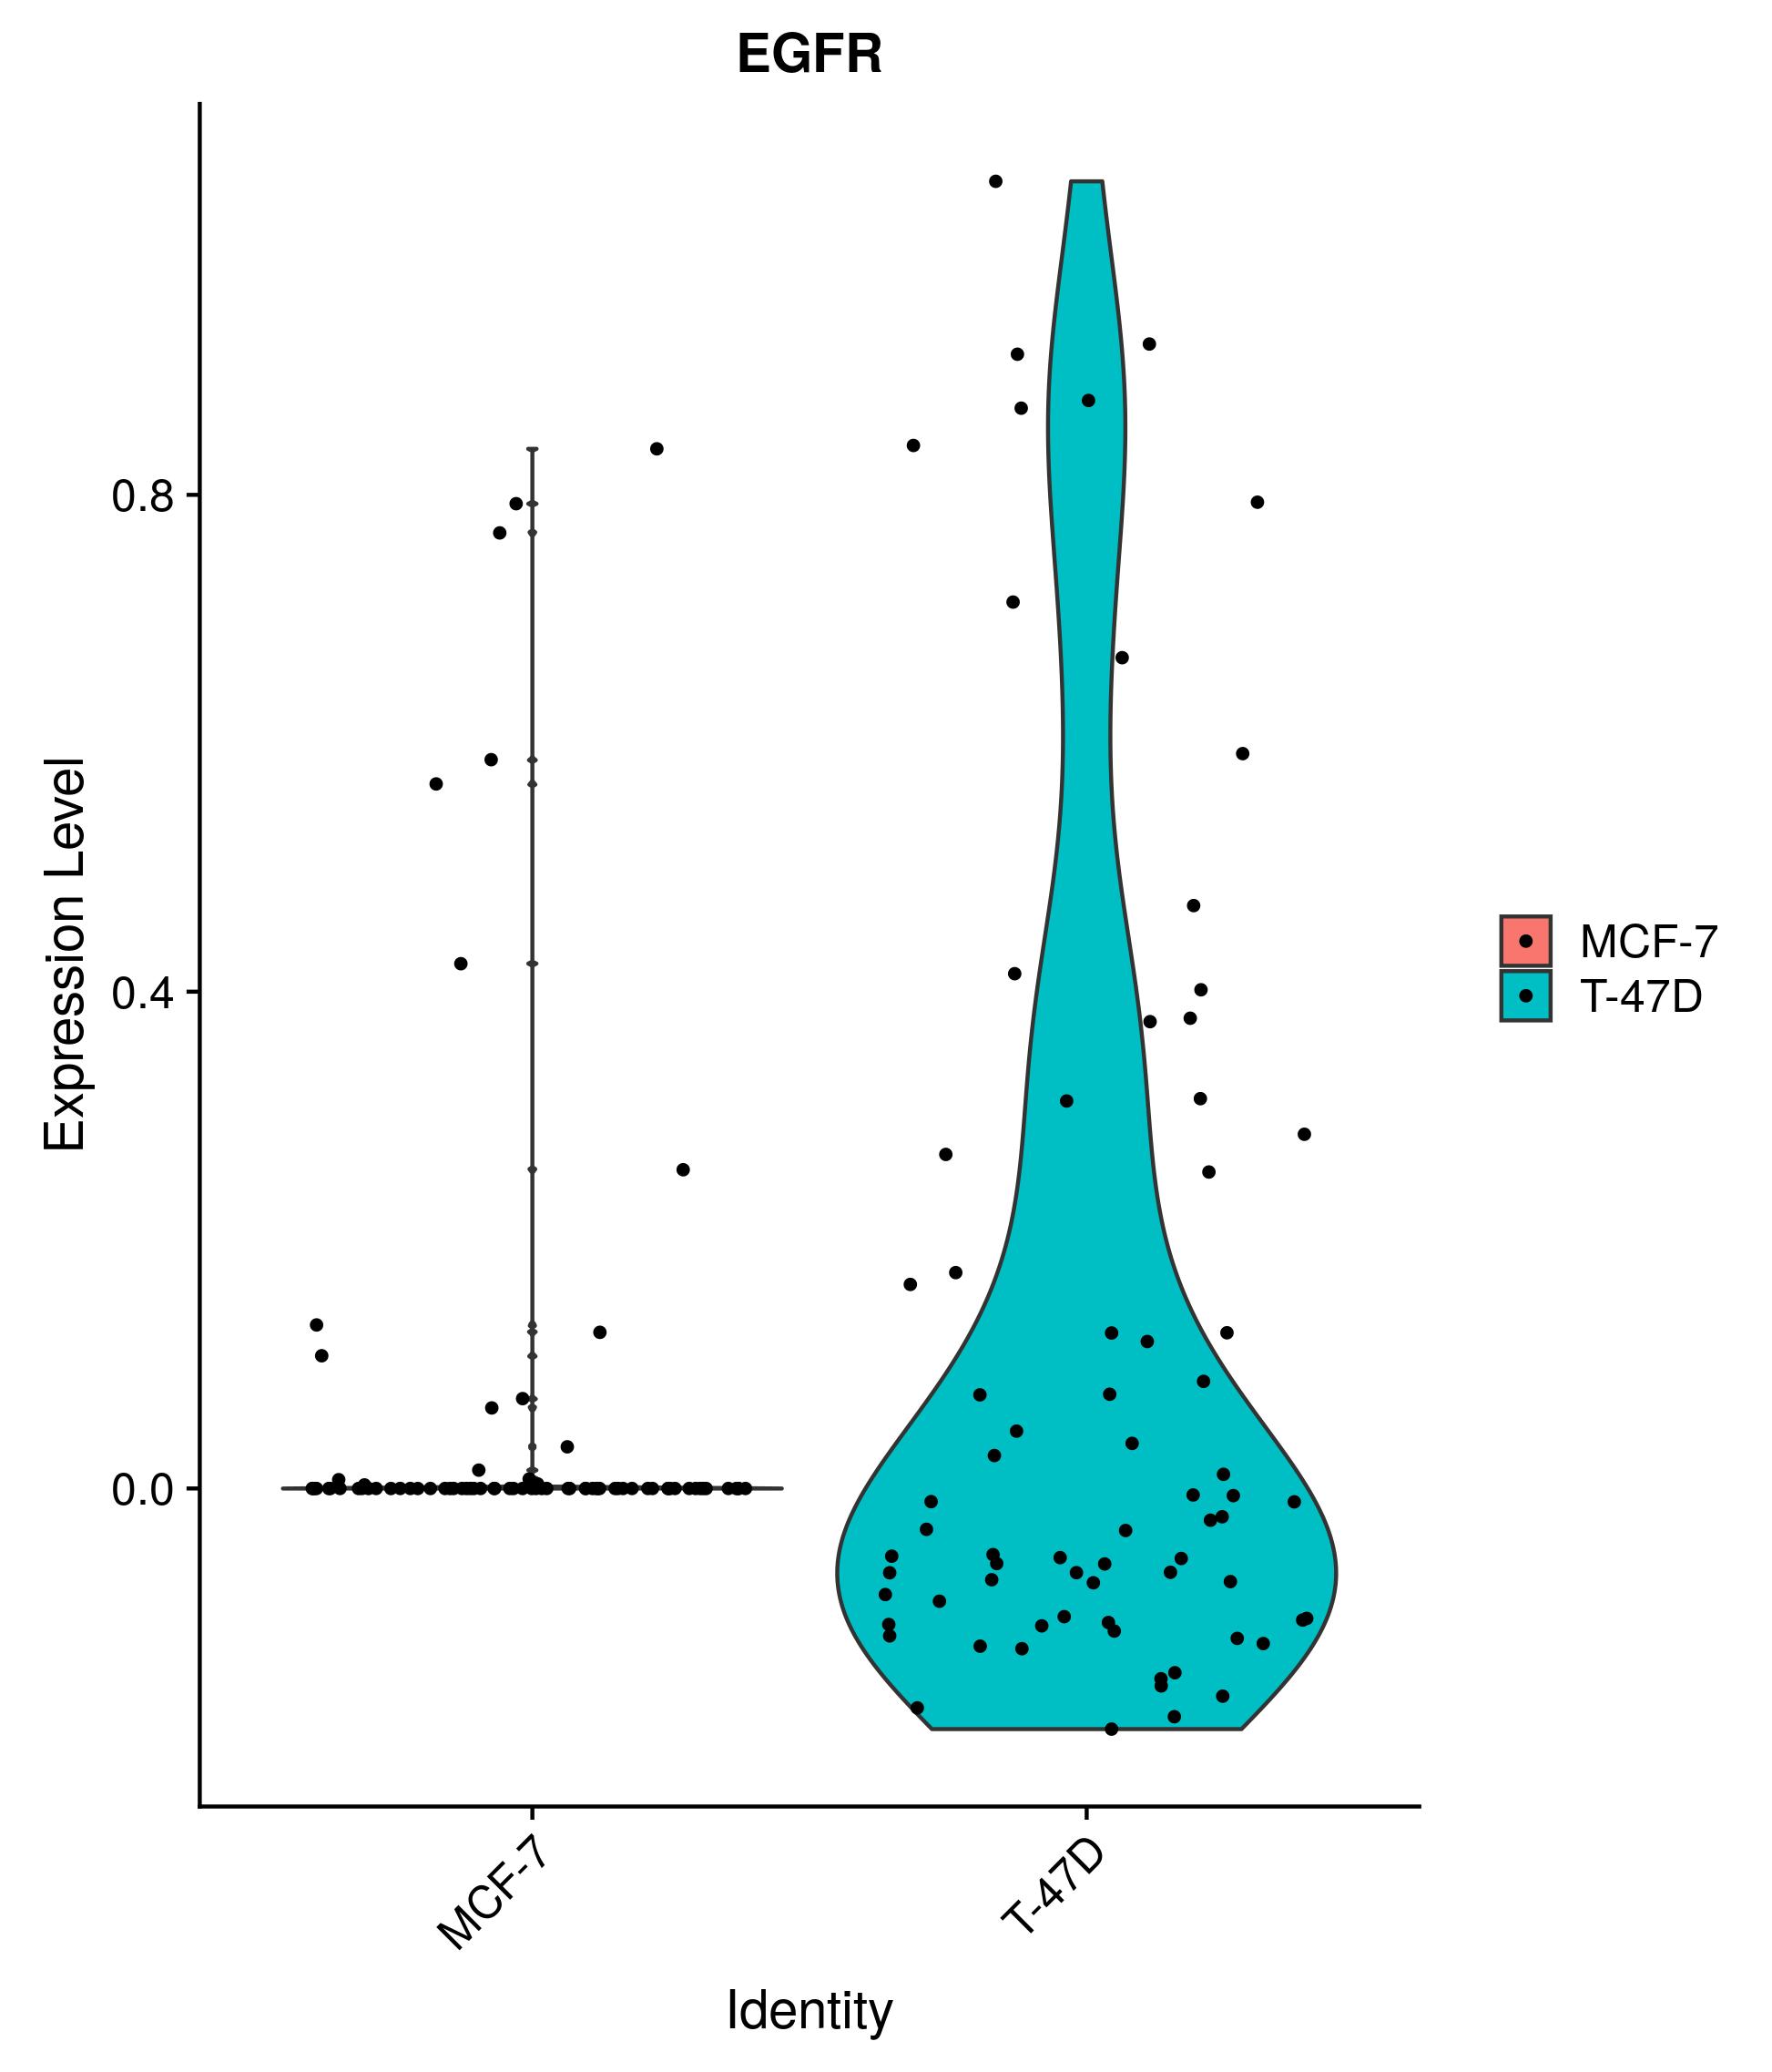 EGFR
Expression Level
0.8
0.4
0.0
MCF-7
T-47D
Identity
MCF-7
T-47D